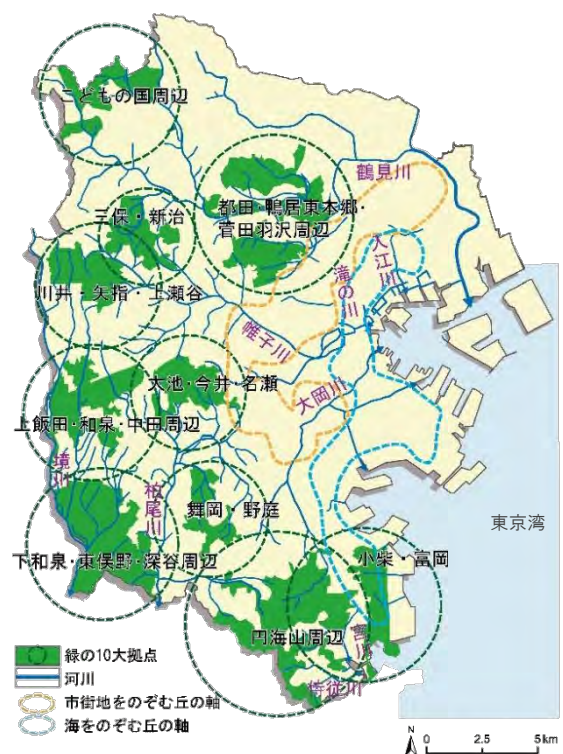 こどもの国周辺
鶴見川
三保・新治
都田・鴨居東本郷・
菅田羽沢周辺
入江川
滝の川
川井・矢指・上瀬谷
帷子川
大池・今井・名瀬
大岡川
上飯田・和泉・中田周辺
境川
柏尾川
舞岡・野庭
東京湾
下和泉・東俣野・深谷周辺
小柴・富岡
円海山周辺
宮川
侍従川
緑の10大拠点
河川
市街地をのぞむ丘の軸
海をのぞむ丘の軸
N
0 2.5 5km